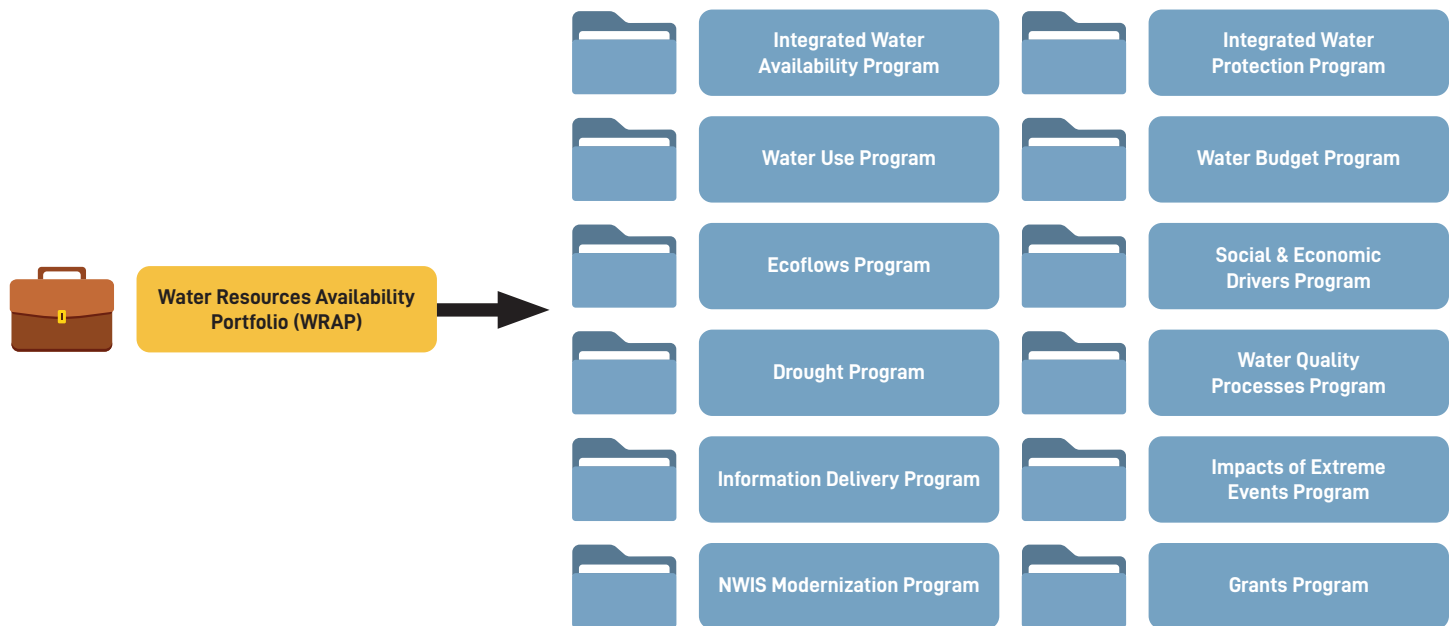 Water Resources Availability
Portfolio (WRAP)
Integrated Water
Availability Program
Integrated Water
Protection Program
Water Use Program
Water Budget Program
Ecoflows Program
Social & Economic
Drivers Program
Drought Program
Water Quality
Processes Program
Information Delivery Program
Impacts of Extreme
Events Program
NWIS Modernization Program
Grants Program